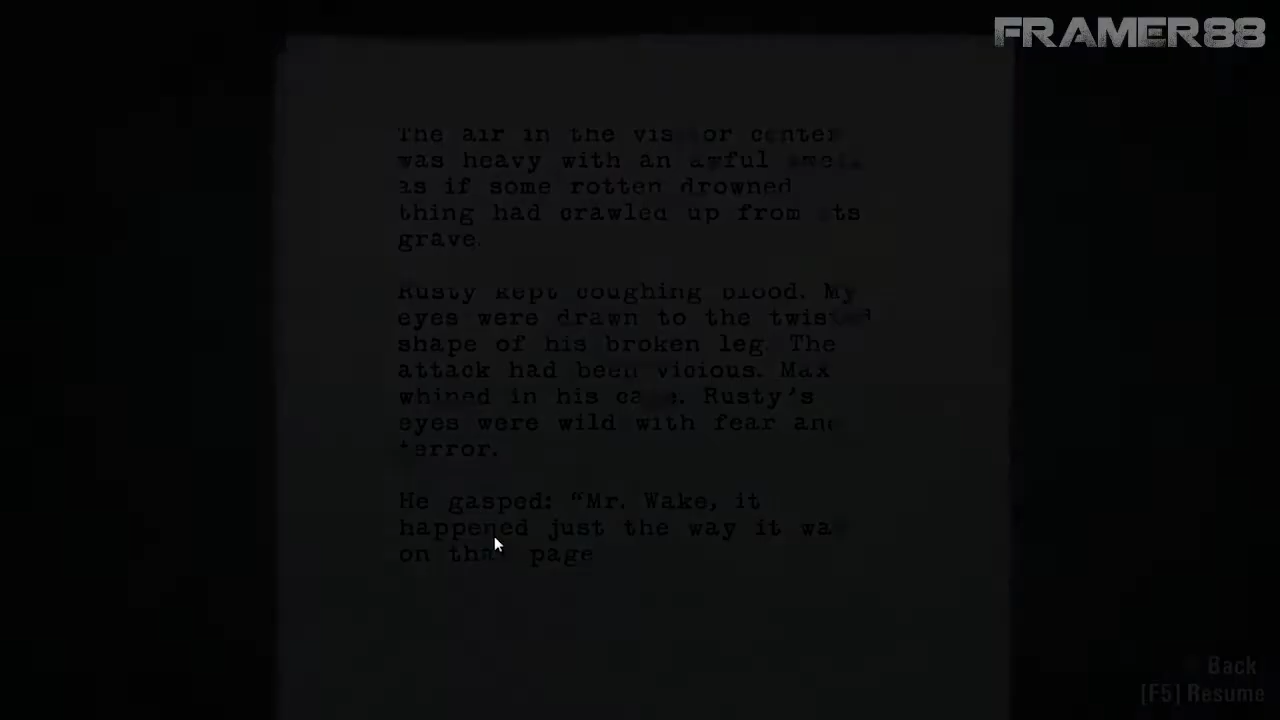 FRAMER88
The air in the visitor center
was heavy with an awful smell,
as if some rotten drowned
thing had crawled up from its
grave.
Rusty kept coughing blood. My
eyes were drawn to the twisted
shape of his broken leg. The
attack had been vicious. Max
whined in his cage. Rusty's
eyes were wild with fear and
terror.
He gasped: “Mr. Wake, it
happened just the way it was
on that page
Back
[F5] Resume